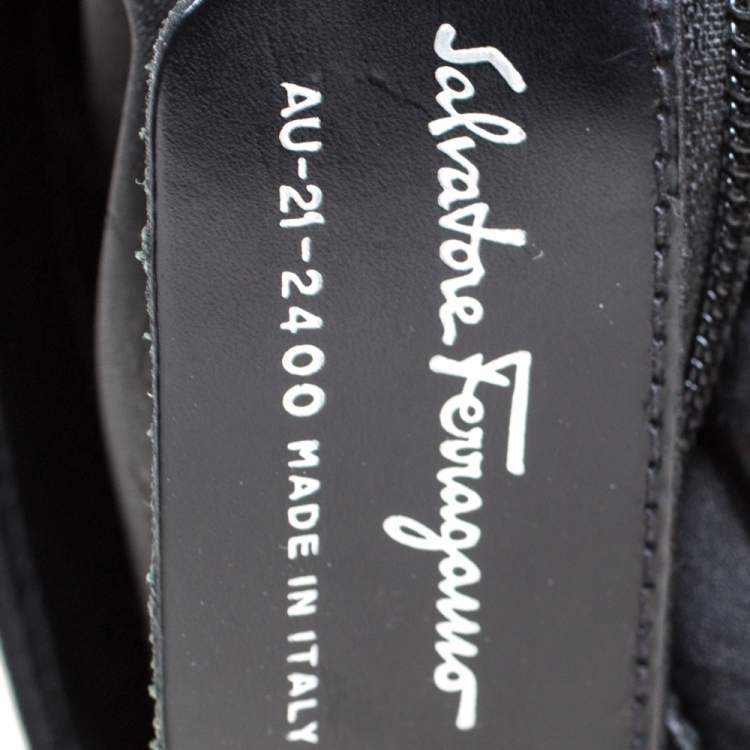 Salvatore Ferragamo
AU-21-2400 MADE IN ITALY